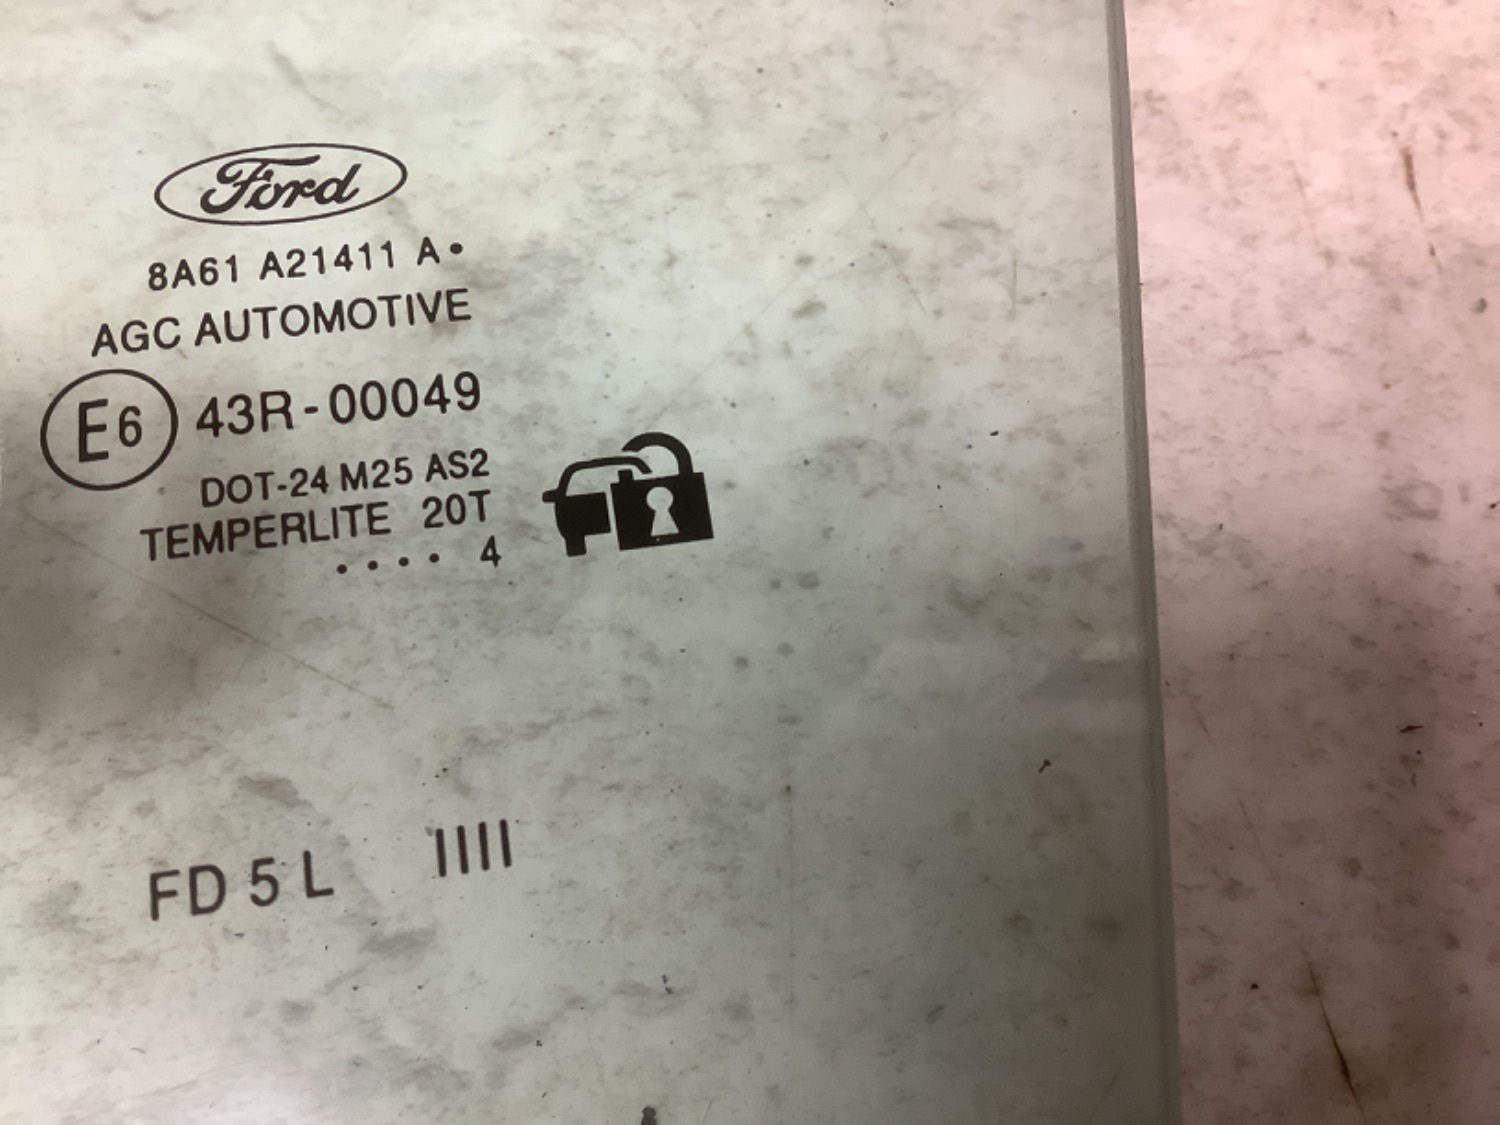 Ford
8A61 A21411 A•
AGC AUTOMOTIVE
E6 43R-00049
DOT-24 M25 AS2
TEMPERLITE 20T
.... 4
FD 5 L IIII